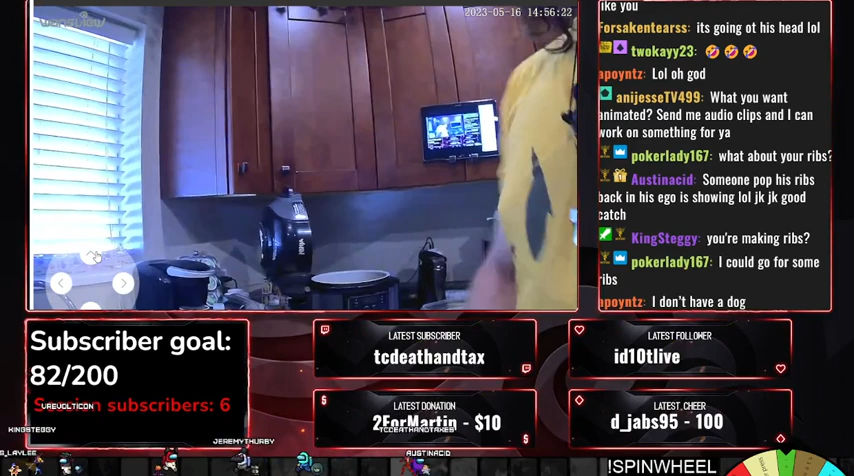 2023-05-16 14:56:22
like you
Forsakentearss: its going ot his head lol
twokayy23: 🤣 🤣 🤣
apoyntz: Lol oh god
anijesseTV499: What you want
animated? Send me audio clips and I can
work on something for ya
pokerlady167: what about your ribs?
Austinacid: Someone pop his ribs
back in his ego is showing lol jk jk good
catch
KingSteggy: you're making ribs?
pokerlady167: I could go for some
ribs
apoyntz: I don't have a dog
Subscriber goal:
82/200
Session subscribers: 6
LATEST SUBSCRIBER
tcdeathandtax
LATEST FOLLOWER
id10tlive
LATEST DONATION
2ForMartin - $10
LATEST CHEER
d_jabs95 - 100
VREVOLTICON
KINGSTEGGY
TCDEATHANDTAXES
JEREMYTHURBY
S_LAYLEE
AUSTINACID
!SPINWHEEL